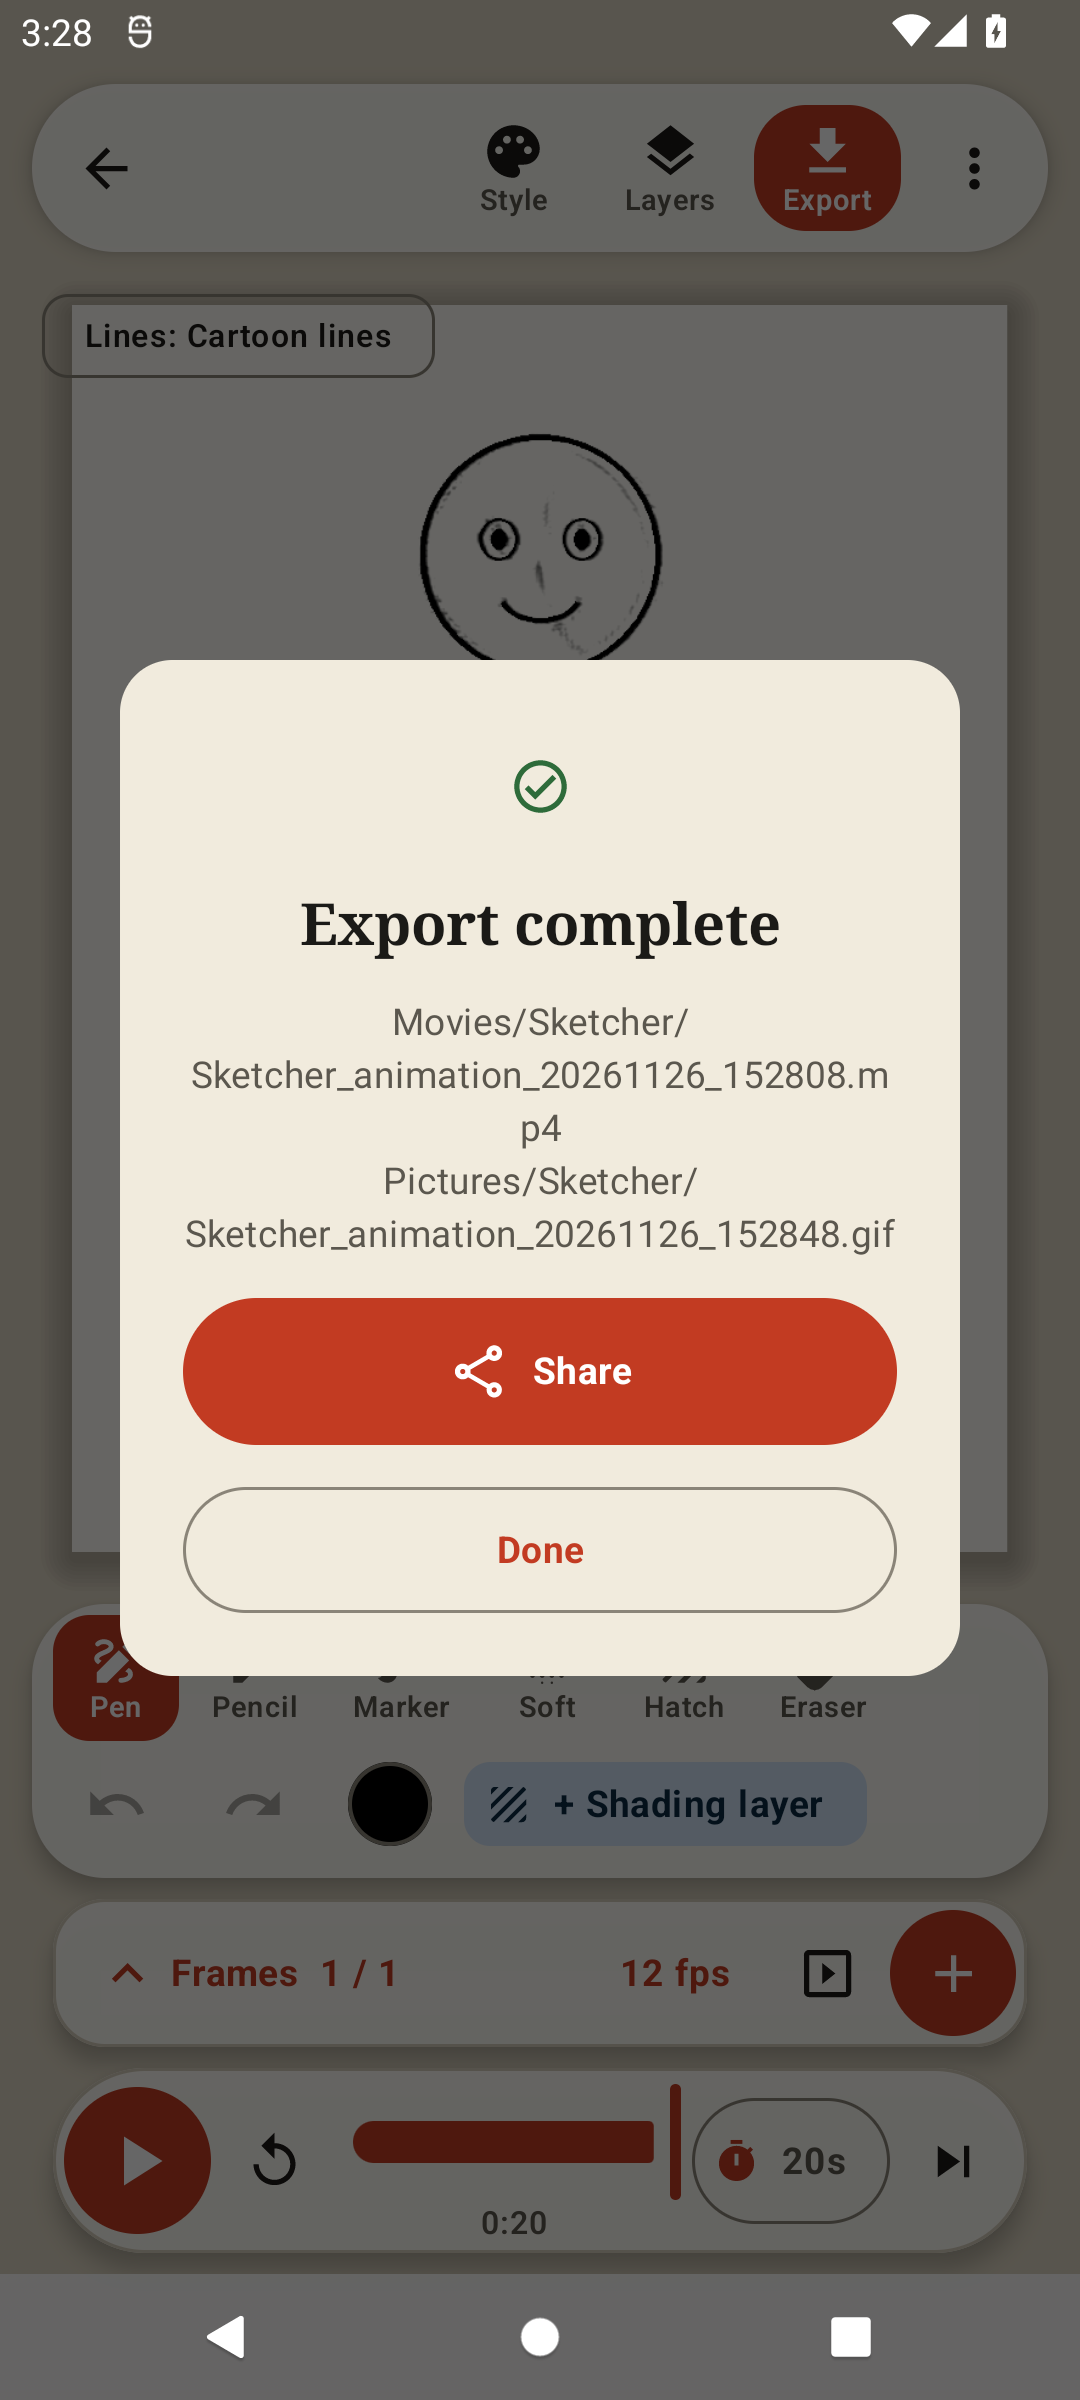 3:28
Style
Layers
Export
Lines: Cartoon lines
Export complete
Movies/Sketcher/
Sketcher_animation_20261126_152808.m
p4
Pictures/Sketcher/
Sketcher_animation_20261126_152848.gif
Share
Done
Pen
Pencil
Marker
Soft
Hatch
Eraser
+ Shading layer
Frames 1 / 1
12 fps
20s
0:20